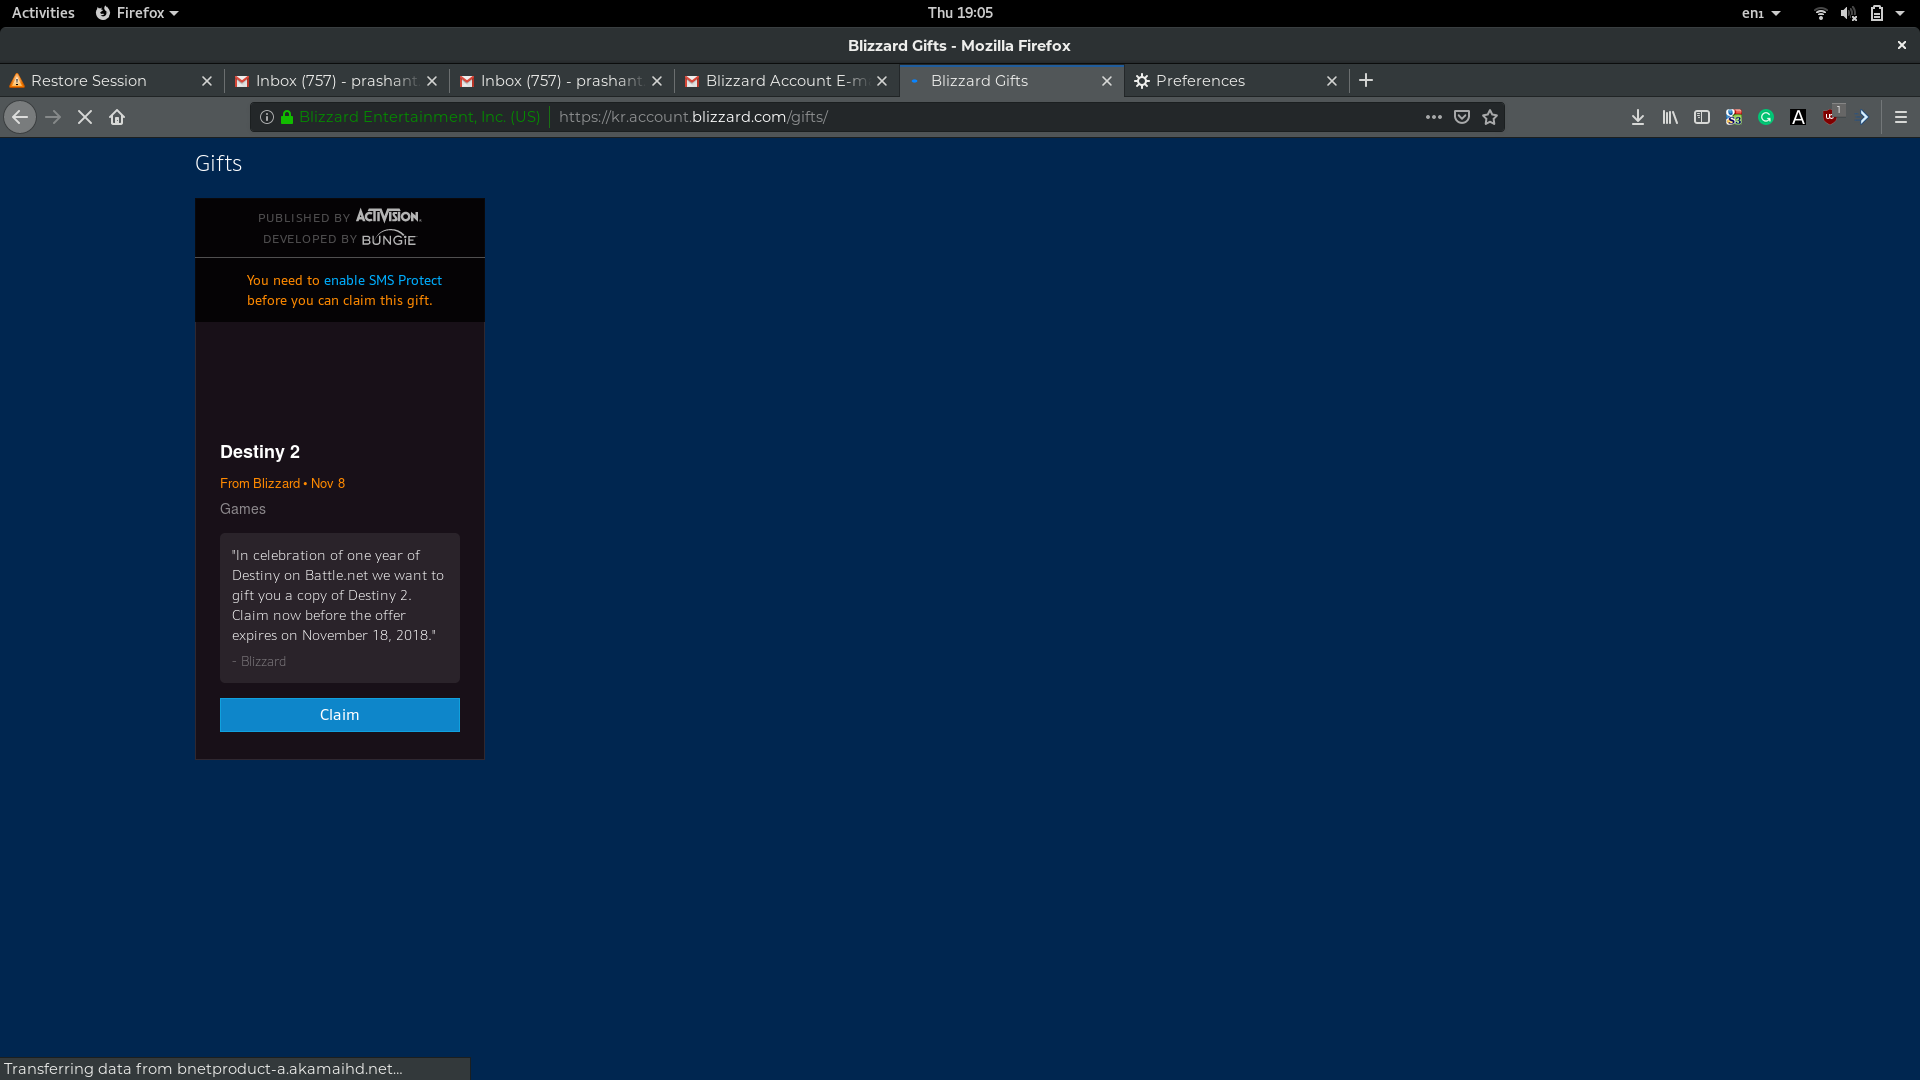 Activities Firefox Thu 19:05 en₁
Blizzard Gifts - Mozilla Firefox
Restore Session Inbox (757) - prashant Inbox (757) - prashant Blizzard Account E-m Blizzard Gifts Preferences
Blizzard Entertainment, Inc. (US) https://kr.account.blizzard.com/gifts/ 1
Gifts
PUBLISHED BY ACTIVISION
DEVELOPED BY BUNGIE
You need to enable SMS Protect
before you can claim this gift.
Destiny 2
From Blizzard • Nov 8
Games
"In celebration of one year of
Destiny on Battle.net we want to
gift you a copy of Destiny 2.
Claim now before the offer
expires on November 18, 2018."
- Blizzard
Claim
Transferring data from bnetproduct-a.akamaihd.net...